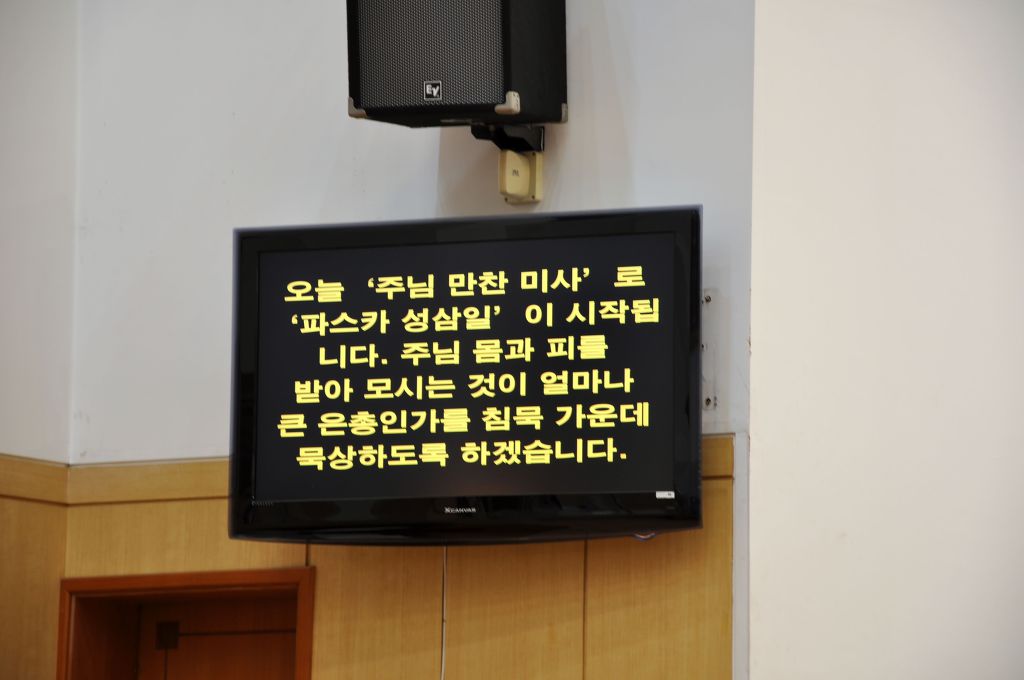 EV
오늘 ‘주님 만찬 미사’ 로
‘파스카 성삼일’ 이 시작됩
니다. 주님 몸과 피를
받아 모시는 것이 얼마나
큰 은총인가를 침묵 가운데
묵상하도록 하겠습니다.
XCANVAS